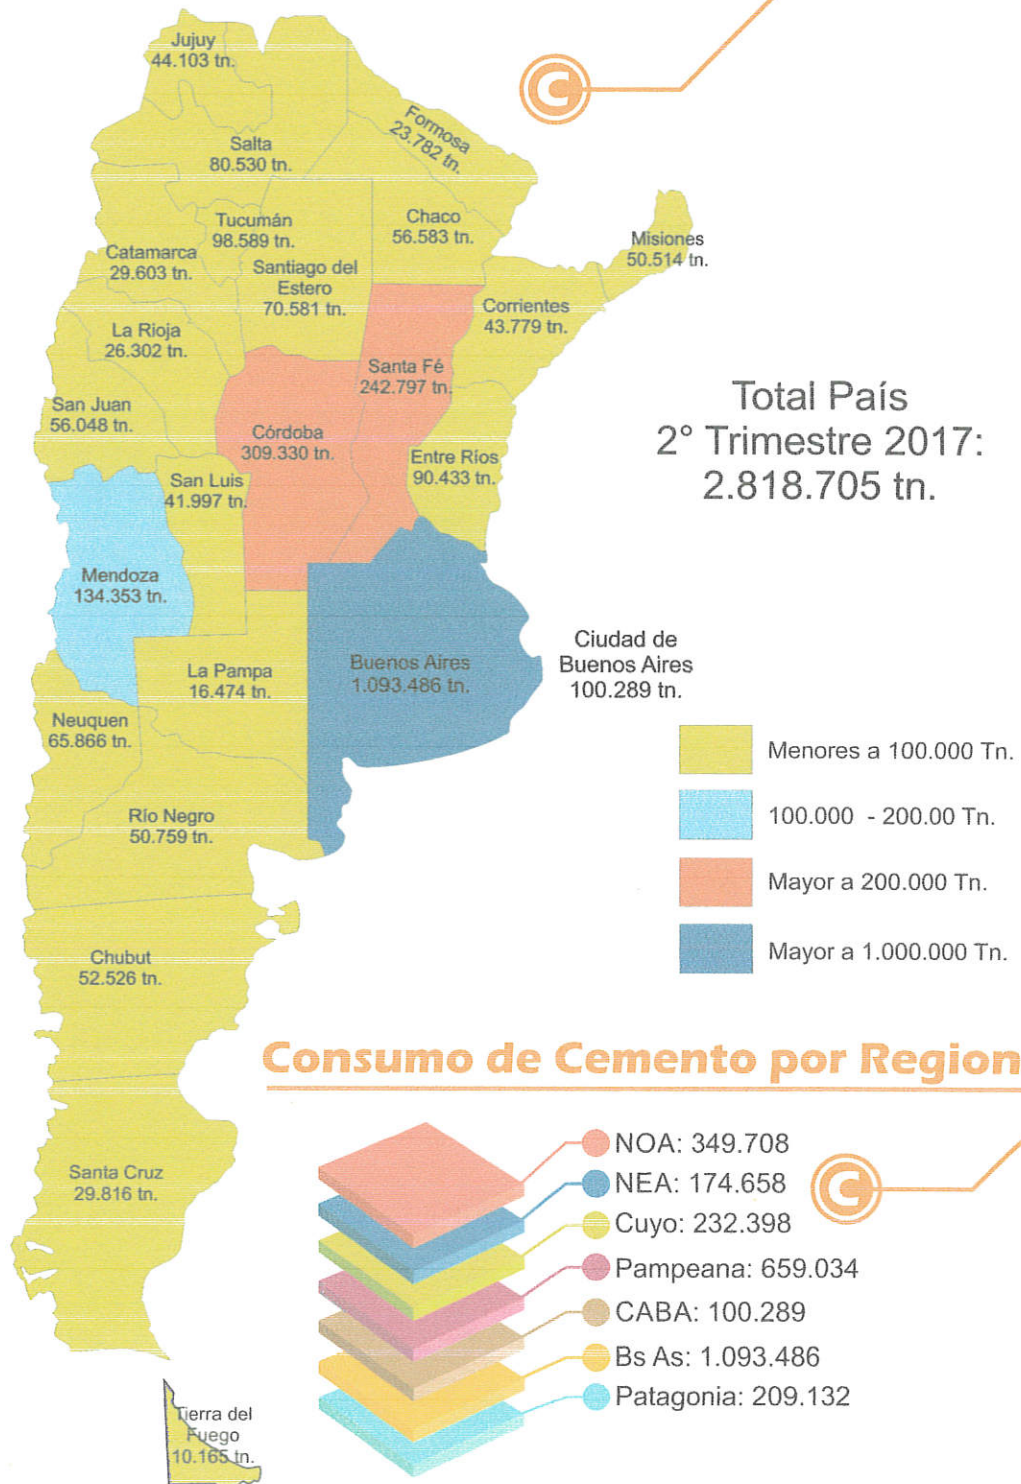 Jujuy
44.103 tn.
C
Formosa
23.782 tn.
Salta
80.530 tn.
Tucumán
98.589 tn.
Chaco
56.583 tn.
Misiones
50.514 tn.
Catamarca
29.603 tn.
Santiago del
Estero
70.581 tn.
Corrientes
43.779 tn.
La Rioja
26.302 tn.
Santa Fé
242.797 tn.
San Juan
56.048 tn.
Córdoba
309.330 tn.
Entre Ríos
90.433 tn.
San Luis
41.997 tn.
Total País
2° Trimestre 2017:
2.818.705 tn.
Mendoza
134.353 tn.
La Pampa
16.474 tn.
Buenos Aires
1.093.486 tn.
Ciudad de
Buenos Aires
100.289 tn.
Neuquen
65.866 tn.
Río Negro
50.759 tn.
Menores a 100.000 Tn.
100.000 - 200.00 Tn.
Mayor a 200.000 Tn.
Mayor a 1.000.000 Tn.
Chubut
52.526 tn.
Consumo de Cemento por Region
Santa Cruz
29.816 tn.
NOA: 349.708
NEA: 174.658
Cuyo: 232.398
Pampeana: 659.034
CABA: 100.289
Bs As: 1.093.486
Patagonia: 209.132
C
Tierra del
Fuego
10.165 tn.